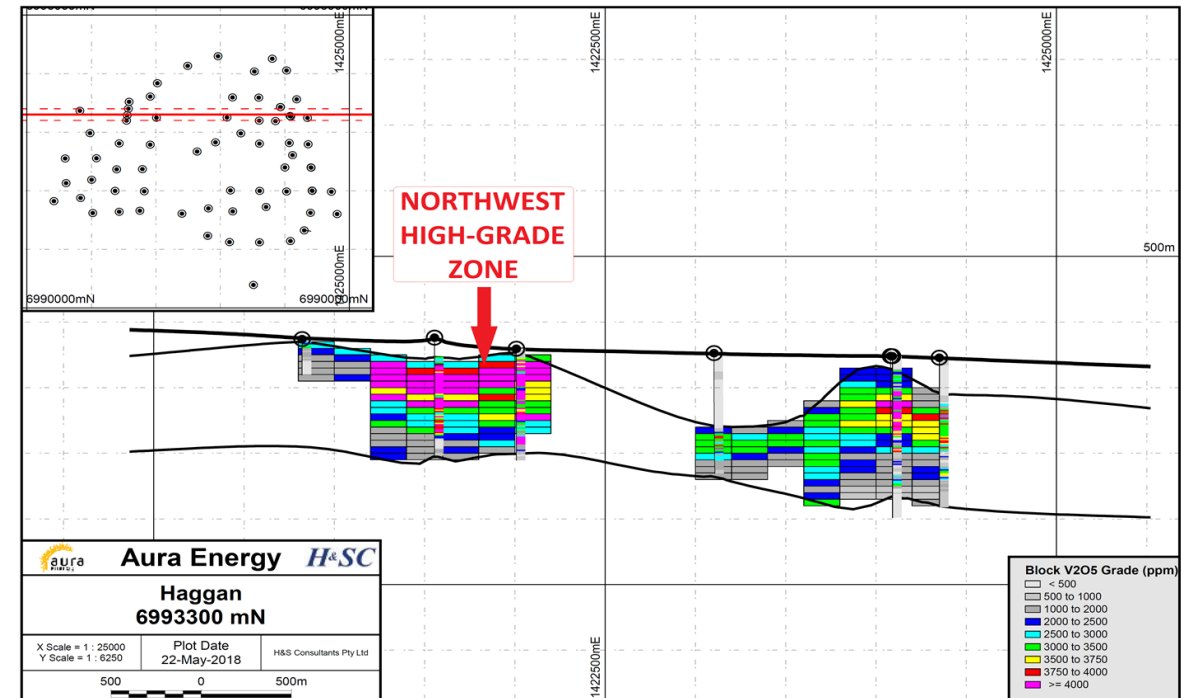 1425000mE
1422500mE
1425000mE
NORTHWEST
HIGH-GRADE
ZONE
500m
1425000mE
6990000mN
6990000mN
aura
ENERGY
Aura Energy
H&SC
Haggan
6993300 mN
X Scale = 1 : 25000
Y Scale = 1 : 6250
Plot Date
22-May-2018
H&S Consultants Pty Ltd
500
0
500m
1422500mE
Block V2O5 Grade (ppm)
< 500
500 to 1000
1000 to 2000
2000 to 2500
2500 to 3000
3000 to 3500
3500 to 3750
3750 to 4000
>= 4000